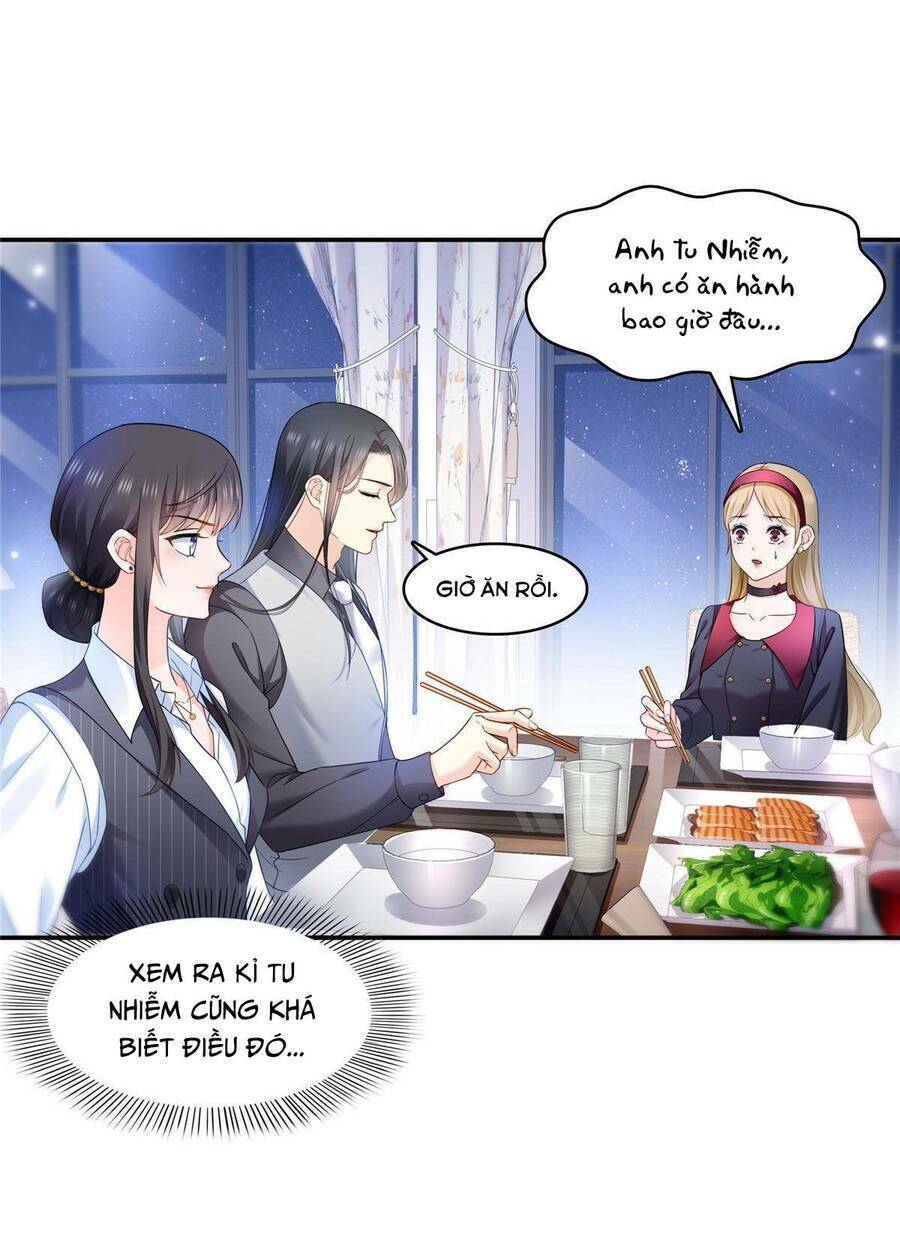 Anh Tu Nhiễm,
anh có ăn hành
bao giờ đâu...
GIỜ ĂN RỒI.
XEM RA KỈ TU
NHIỄM CŨNG KHÁ
BIẾT ĐIỀU ĐÓ...